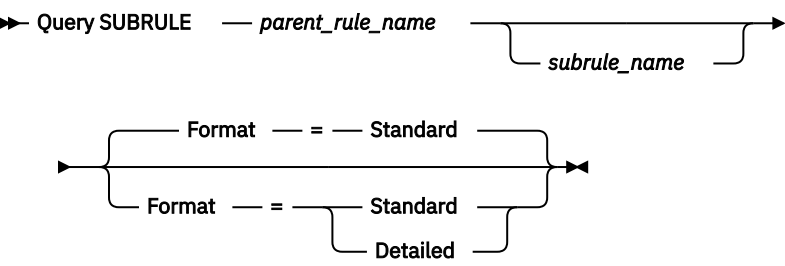 Query SUBRULE parent_rule_name
subrule_name
Format = Standard
Format = Standard
Detailed